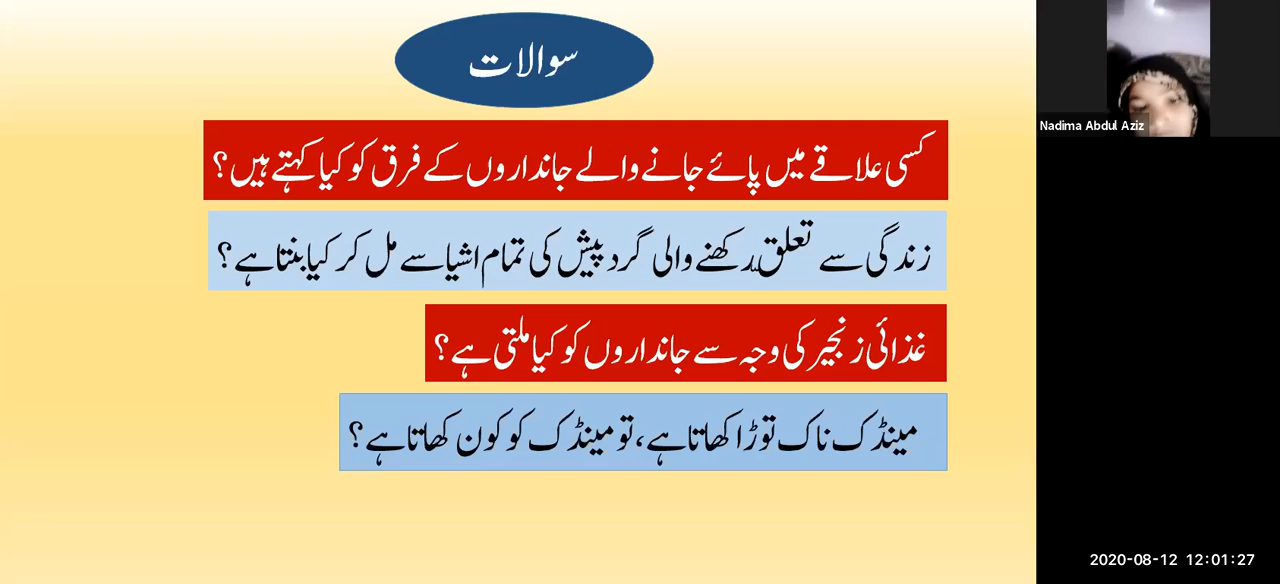 سوالات
کسی علاقے میں پائے جانے والے جانداروں کے فرق کو کیا کہتے ہیں؟
زندگی سے تعلق رکھنے والی گرد پیش کی تمام اشیا سے مل کر کیا بنتا ہے؟
غذائی زنجیر کی وجہ سے جانداروں کو کیا ملتی ہے؟
مینڈک ناک توڑا کھاتا ہے، تو مینڈک کو کون کھاتا ہے؟
Nadima Abdul Aziz
2020-08-12 12:01:27